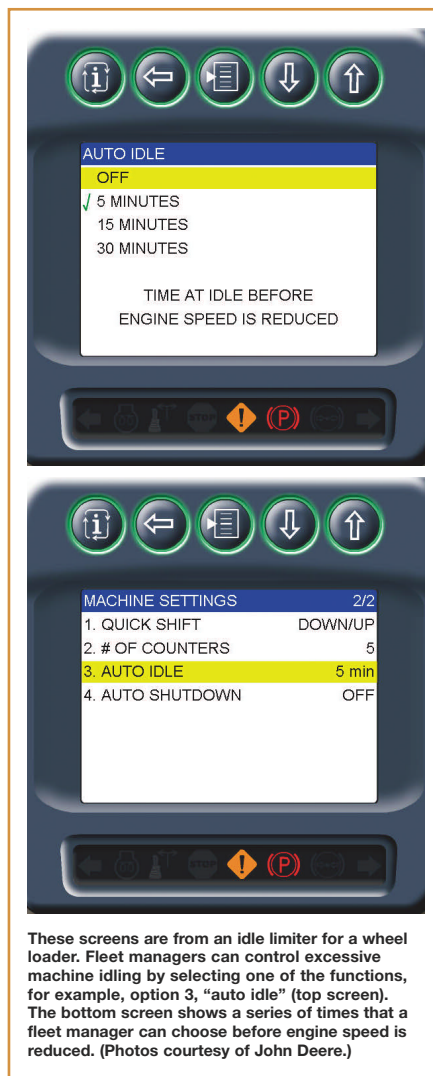 AUTO IDLE
OFF
√ 5 MINUTES
15 MINUTES
30 MINUTES
TIME AT IDLE BEFORE
ENGINE SPEED IS REDUCED
STOP
(P)
MACHINE SETTINGS 2/2
1. QUICK SHIFT DOWN/UP
2. # OF COUNTERS 5
3. AUTO IDLE 5 min
4. AUTO SHUTDOWN OFF
STOP
(P)
These screens are from an idle limiter for a wheel
loader. Fleet managers can control excessive
machine idling by selecting one of the functions,
for example, option 3, “auto idle” (top screen).
The bottom screen shows a series of times that a
fleet manager can choose before engine speed is
reduced. (Photos courtesy of John Deere.)